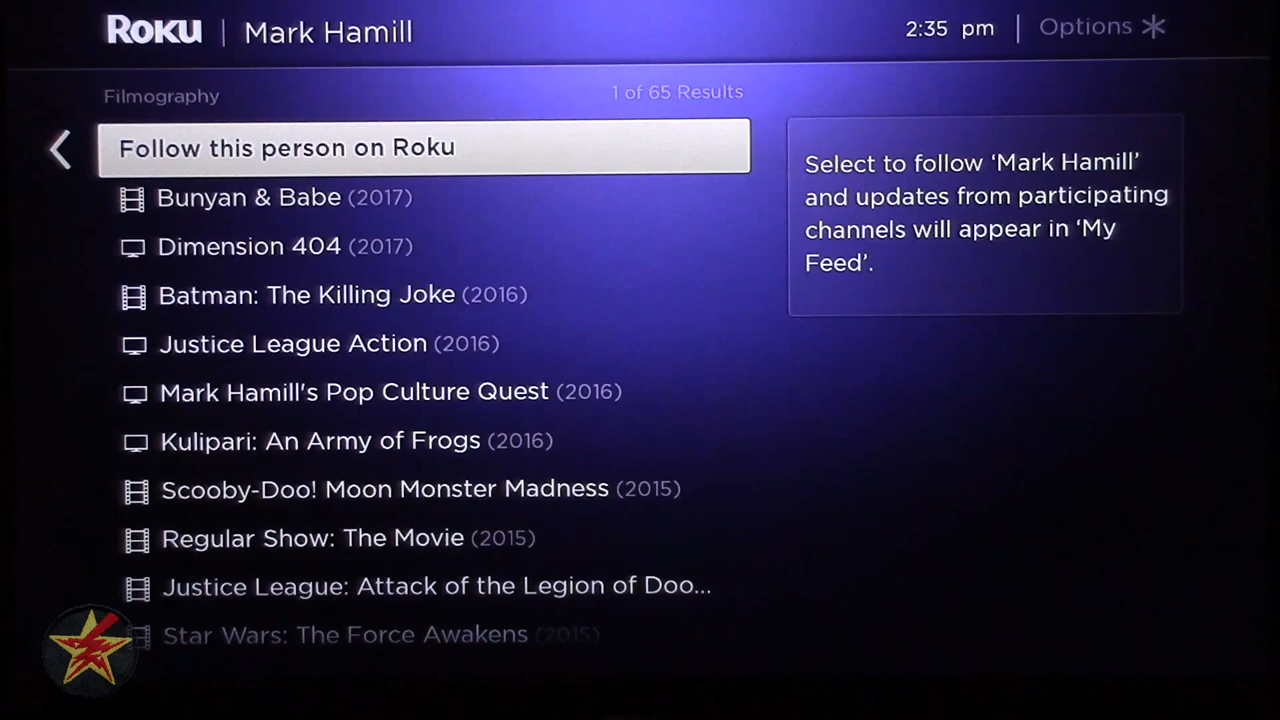 Roku | Mark Hamill
2:35 pm | Options *
Filmography
1 of 65 Results
Follow this person on Roku
Bunyan & Babe (2017)
Dimension 404 (2017)
Batman: The Killing Joke (2016)
Justice League Action (2016)
Mark Hamill's Pop Culture Quest (2016)
Kulipari: An Army of Frogs (2016)
Scooby-Doo! Moon Monster Madness (2015)
Regular Show: The Movie (2015)
Justice League: Attack of the Legion of Doo...
Star Wars: The Force Awakens (2015)
Select to follow ‘Mark Hamill’
and updates from participating
channels will appear in ‘My
Feed’.